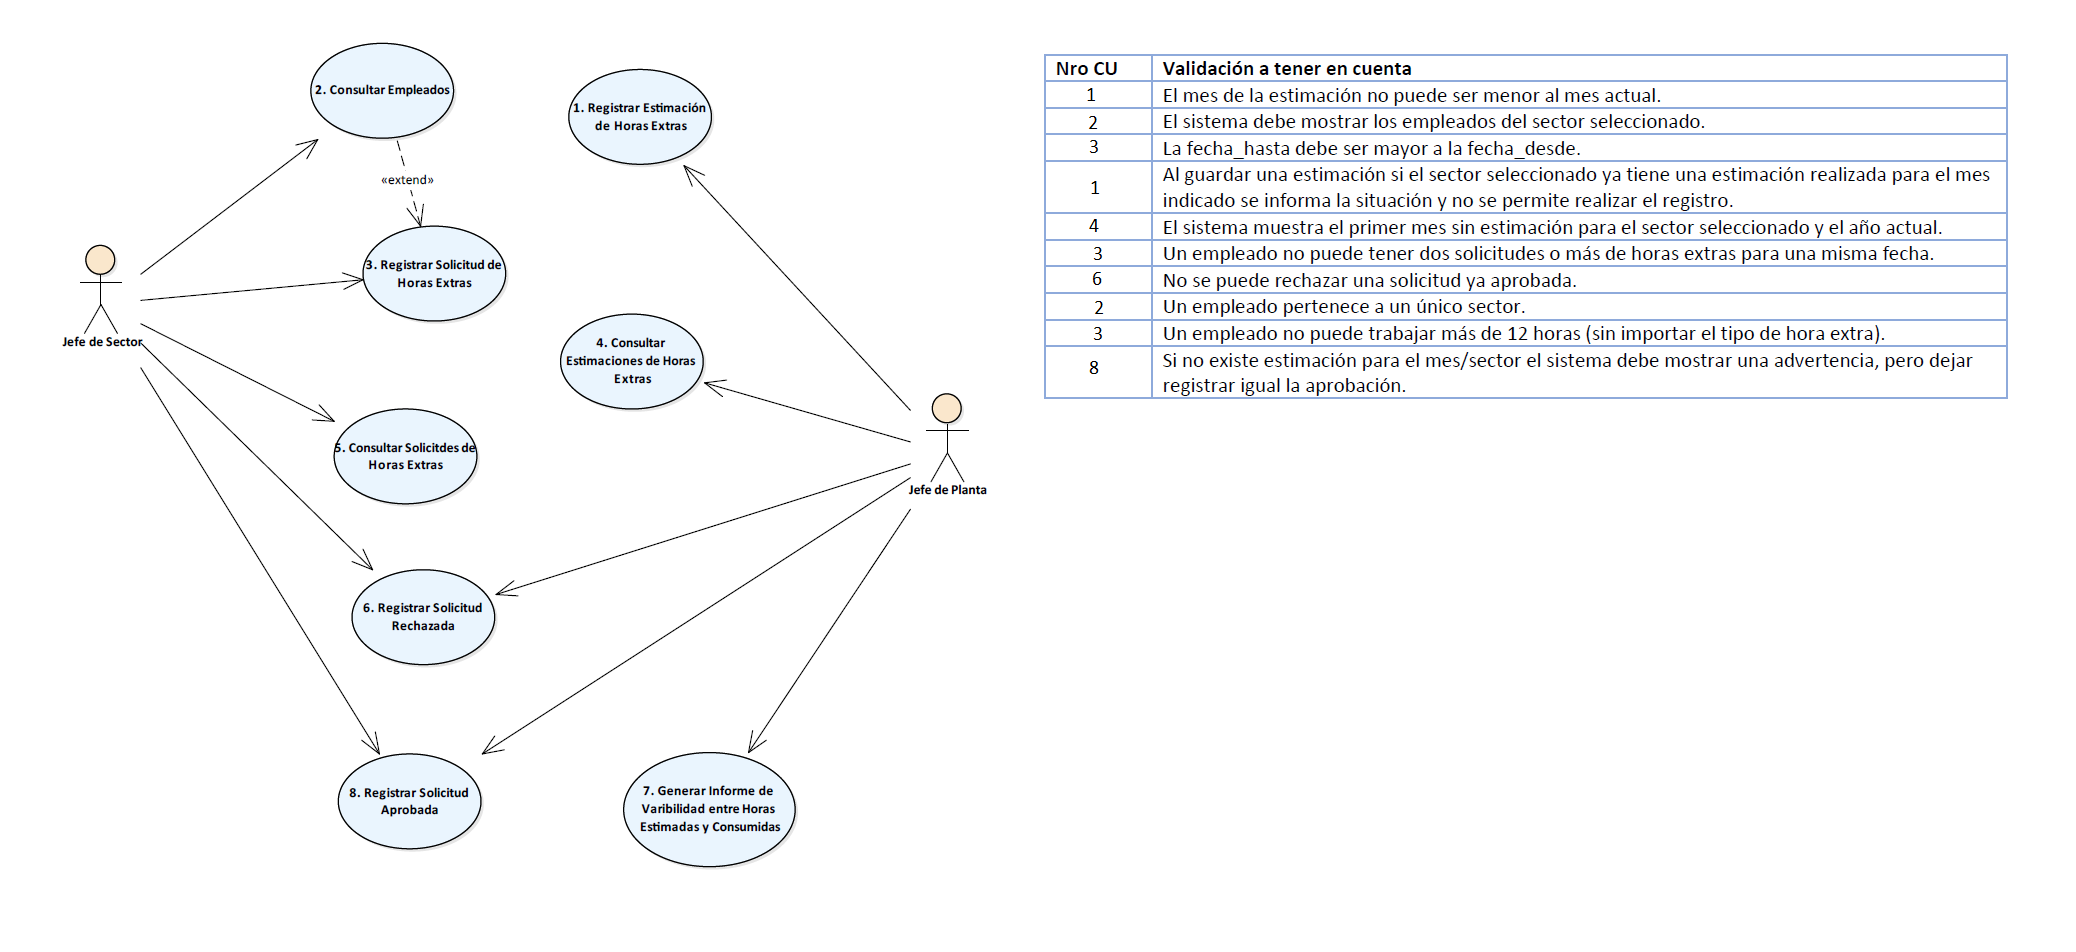 2. Consultar Empleados
1. Registrar Estimación
de Horas Extras
«extend»
3. Registrar Solicitud de
Horas Extras
Jefe de Sector
4. Consultar
Estimaciones de Horas
Extras
5. Consultar Solicitdes de
Horas Extras
Jefe de Planta
6. Registrar Solicitud
Rechazada
8. Registrar Solicitud
Aprobada
7. Generar Informe de
Varibilidad entre Horas
Estimadas y Consumidas
Nro CU Validación a tener en cuenta
1 El mes de la estimación no puede ser menor al mes actual.
2 El sistema debe mostrar los empleados del sector seleccionado.
3 La fecha_hasta debe ser mayor a la fecha_desde.
1 Al guardar una estimación si el sector seleccionado ya tiene una estimación realizada para el mes
indicado se informa la situación y no se permite realizar el registro.
4 El sistema muestra el primer mes sin estimación para el sector seleccionado y el año actual.
3 Un empleado no puede tener dos solicitudes o más de horas extras para una misma fecha.
6 No se puede rechazar una solicitud ya aprobada.
2 Un empleado pertenece a un único sector.
3 Un empleado no puede trabajar más de 12 horas (sin importar el tipo de hora extra).
8 Si no existe estimación para el mes/sector el sistema debe mostrar una advertencia, pero dejar
registrar igual la aprobación.